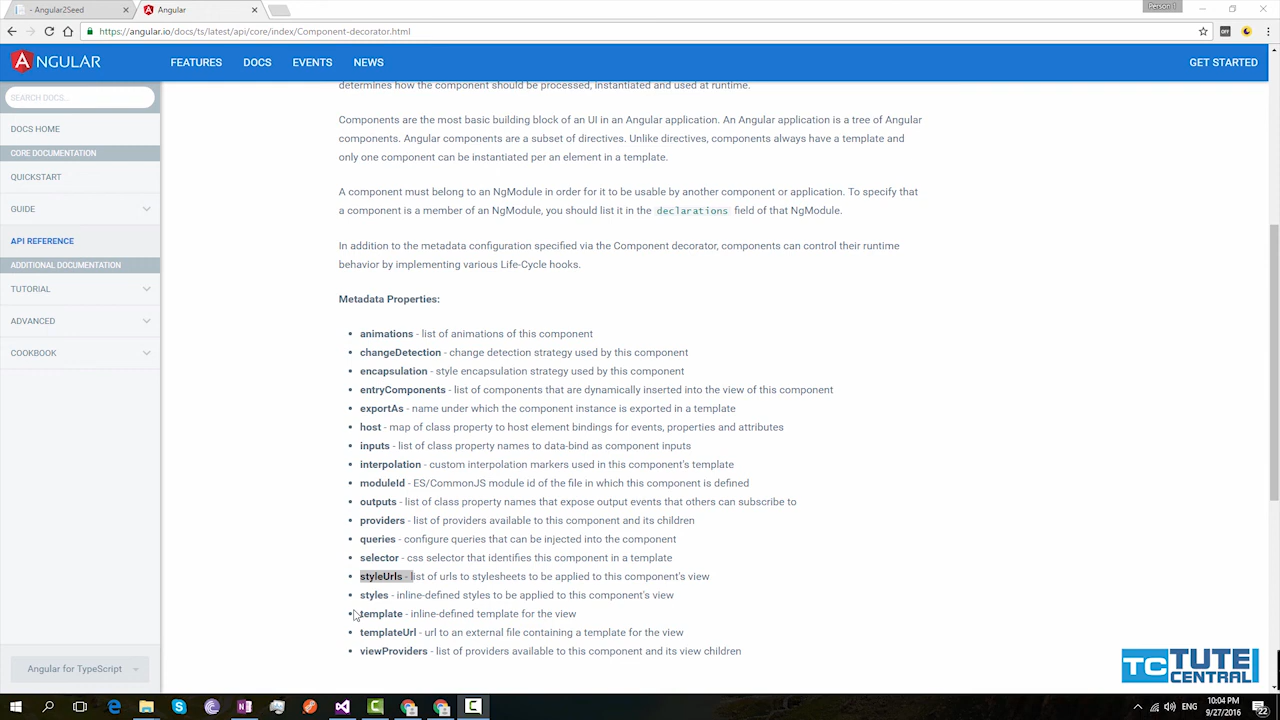 - Angular2Seed
Angular
Person 1
https://angular.io/docs/ts/latest/api/core/index/Component-decorator.html
OFF
ANGULAR
FEATURES
DOCS
EVENTS
NEWS
GET STARTED
SEARCH DOCS...
DOCS HOME
CORE DOCUMENTATION
QUICKSTART
GUIDE
API REFERENCE
ADDITIONAL DOCUMENTATION
TUTORIAL
ADVANCED
COOKBOOK
Angular for TypeScript
determines how the component should be processed, instantiated and used at runtime.
Components are the most basic building block of an UI in an Angular application. An Angular application is a tree of Angular
components. Angular components are a subset of directives. Unlike directives, components always have a template and
only one component can be instantiated per an element in a template.
A component must belong to an NgModule in order for it to be usable by another component or application. To specify that
a component is a member of an NgModule, you should list it in the declarations field of that NgModule.
In addition to the metadata configuration specified via the Component decorator, components can control their runtime
behavior by implementing various Life-Cycle hooks.
Metadata Properties:
• animations - list of animations of this component
• changeDetection - change detection strategy used by this component
• encapsulation - style encapsulation strategy used by this component
• entryComponents - list of components that are dynamically inserted into the view of this component
• exportAs - name under which the component instance is exported in a template
• host - map of class property to host element bindings for events, properties and attributes
• inputs - list of class property names to data-bind as component inputs
• interpolation - custom interpolation markers used in this component's template
• moduleId - ES/CommonJS module id of the file in which this component is defined
• outputs - list of class property names that expose output events that others can subscribe to
• providers - list of providers available to this component and its children
• queries - configure queries that can be injected into the component
• selector - css selector that identifies this component in a template
• styleUrls - list of urls to stylesheets to be applied to this component's view
• styles - inline-defined styles to be applied to this component's view
• template - inline-defined template for the view
• templateUrl - url to an external file containing a template for the view
• viewProviders - list of providers available to this component and its view children
TC TUTE
CENTRAL
10:04 PM
9/27/2016
22